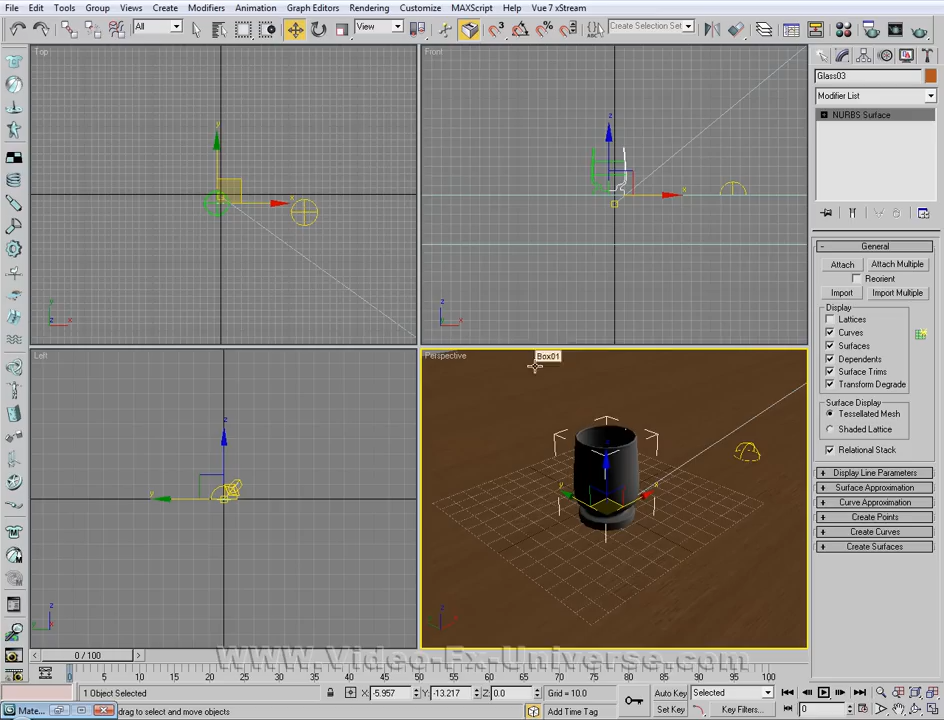 File Edit Tools Group Views Create Modifiers Animation Graph Editors Rendering Customize MAXScript Help Vue 7 xStream
All View Create Selection Set
Top
Front
Left
Perspective
Box01
y
x
z
x
z
y
x
y
x
z
x
z
y
y
z
x
z
y
Glass03
Modifier List
NURBS Surface
- General
Attach Attach Multiple
Reorient
Import Import Multiple
Display
Lattices
Curves
Surfaces
Dependents
Surface Trims
Transform Degrade
Surface Display
Tessellated Mesh
Shaded Lattice
Relational Stack
+ Display Line Parameters
+ Surface Approximation
+ Curve Approximation
+ Create Points
+ Create Curves
+ Create Surfaces
< 0 / 100 >
www.Video-Fx-Universe.com
0 5 10 15 20 25 30 35 40 45 50 55 60 65 70 75 80 85 90 95 100
1 Object Selected X: -5.957 Y: -13.217 Z: 0.0 Grid = 10.0 Auto Key Selected
Mate... drag to select and move objects Add Time Tag Set Key Key Filters... 0